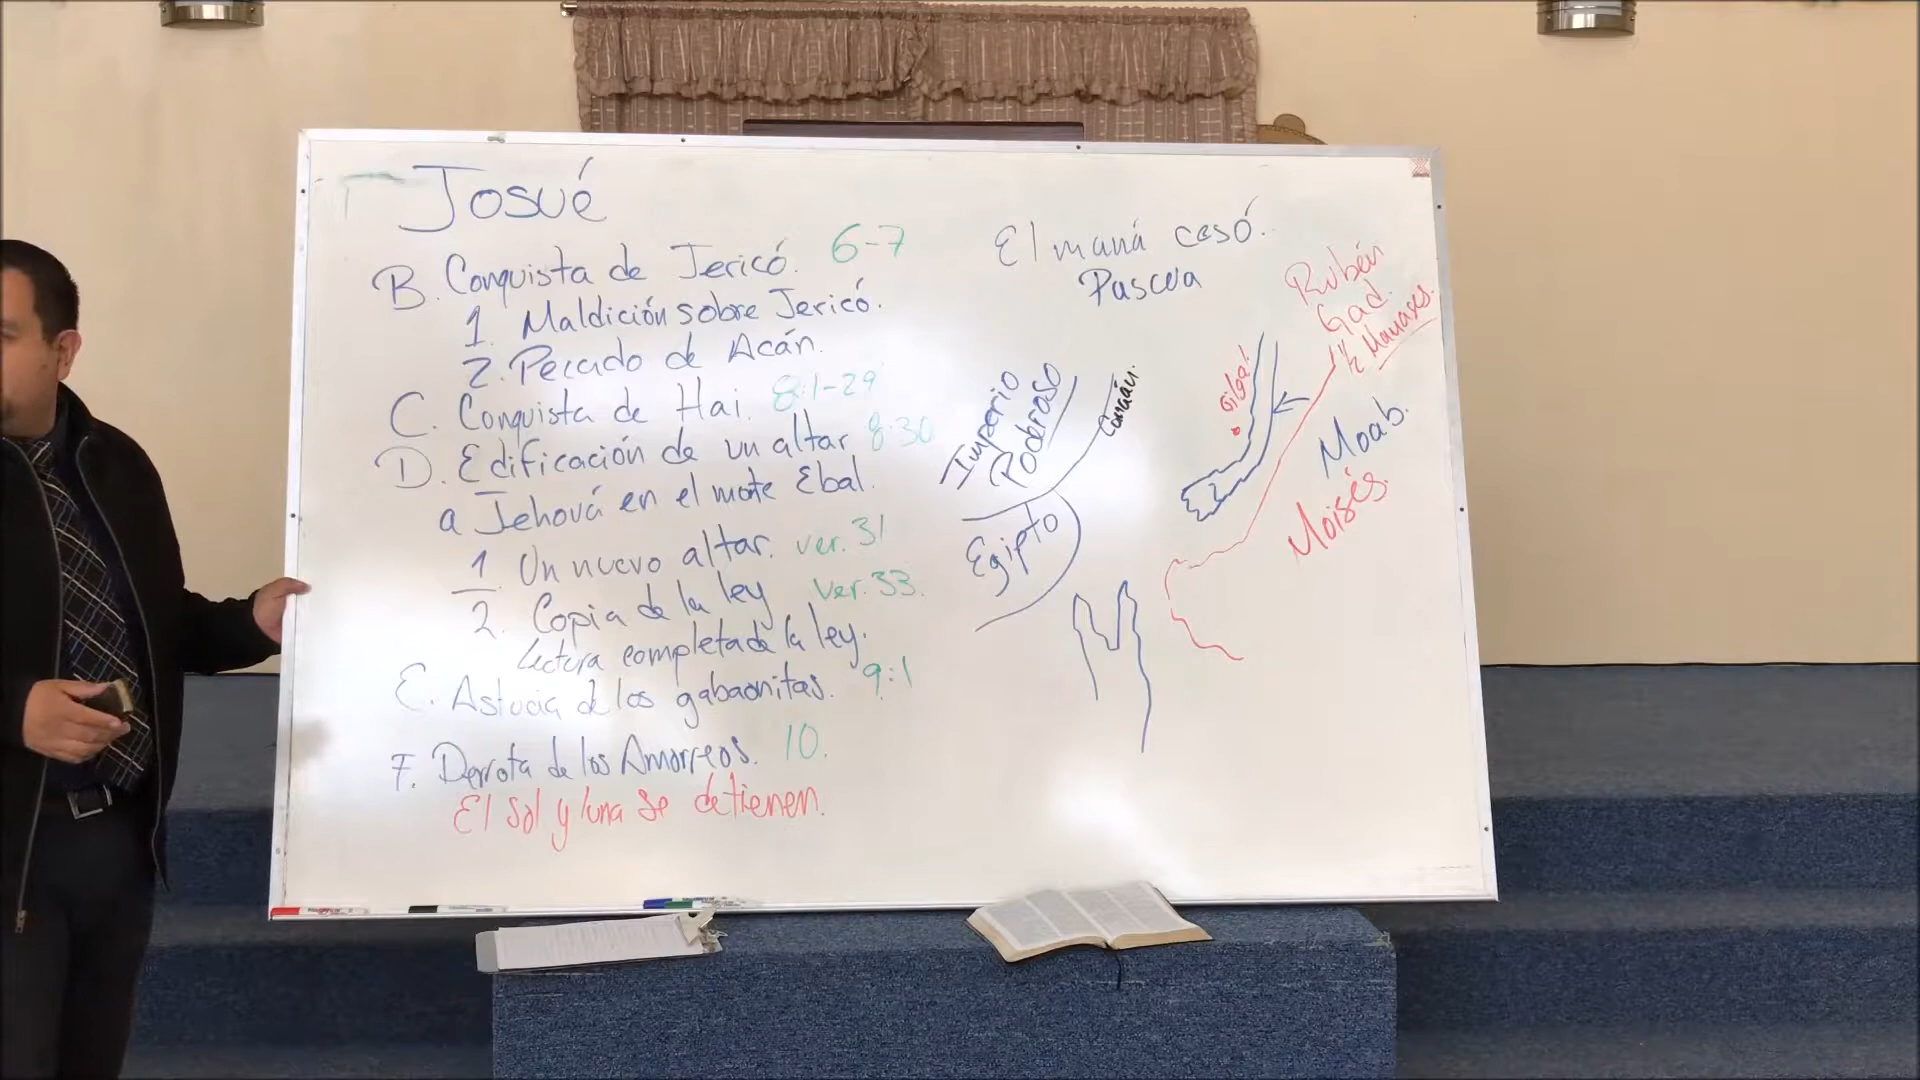 Josué
B. Conquista de Jericó. 6-7
1. Maldición sobre Jericó.
2. Pecado de Acán.
C. Conquista de Hai. 8:1-29
D. Edificación de un altar 8:30
a Jehová en el monte Ebal.
1 Un nuevo altar. ver. 31
2. Copia de la ley ver. 33.
Lectura completa de la ley.
E. Astucia de los gabaonitas. 9:1
F. Derrota de los Amorreos. 10.
El sol y luna se detienen.
El maná cesó.
Pascua
Rubén
Gad.
1/2 Manases.
Imperio
Poderoso
Canaán.
Gilgal
Moab.
Moisés.
Egipto